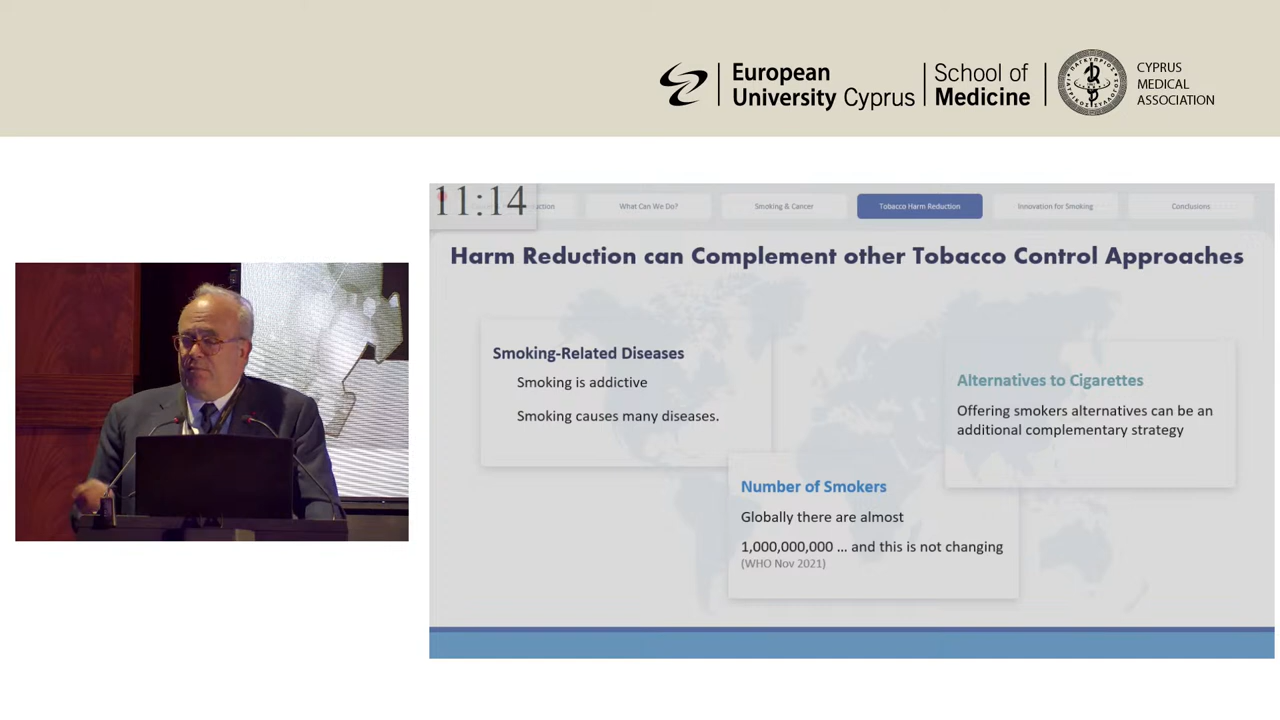 European
University Cyprus
School of
Medicine
CYPRUS
MEDICAL
ASSOCIATION
11:14
What Can We Do?
Smoking & Cancer
Tobacco Harm Reduction
Innovation for Smoking
Conclusions
Harm Reduction can Complement other Tobacco Control Approaches
Smoking-Related Diseases
Smoking is addictive
Smoking causes many diseases.
Alternatives to Cigarettes
Offering smokers alternatives can be an
additional complementary strategy
Number of Smokers
Globally there are almost
1,000,000,000 ... and this is not changing
(WHO Nov 2021)